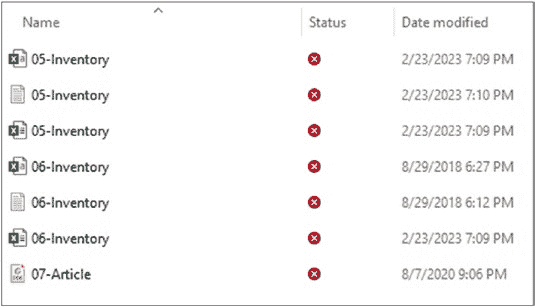 Name Status Date modified
05-Inventory 2/23/2023 7:09 PM
05-Inventory 2/23/2023 7:10 PM
05-Inventory 2/23/2023 7:09 PM
06-Inventory 8/29/2018 6:27 PM
06-Inventory 8/29/2018 6:12 PM
06-Inventory 2/23/2023 7:09 PM
07-Article 8/7/2020 9:06 PM